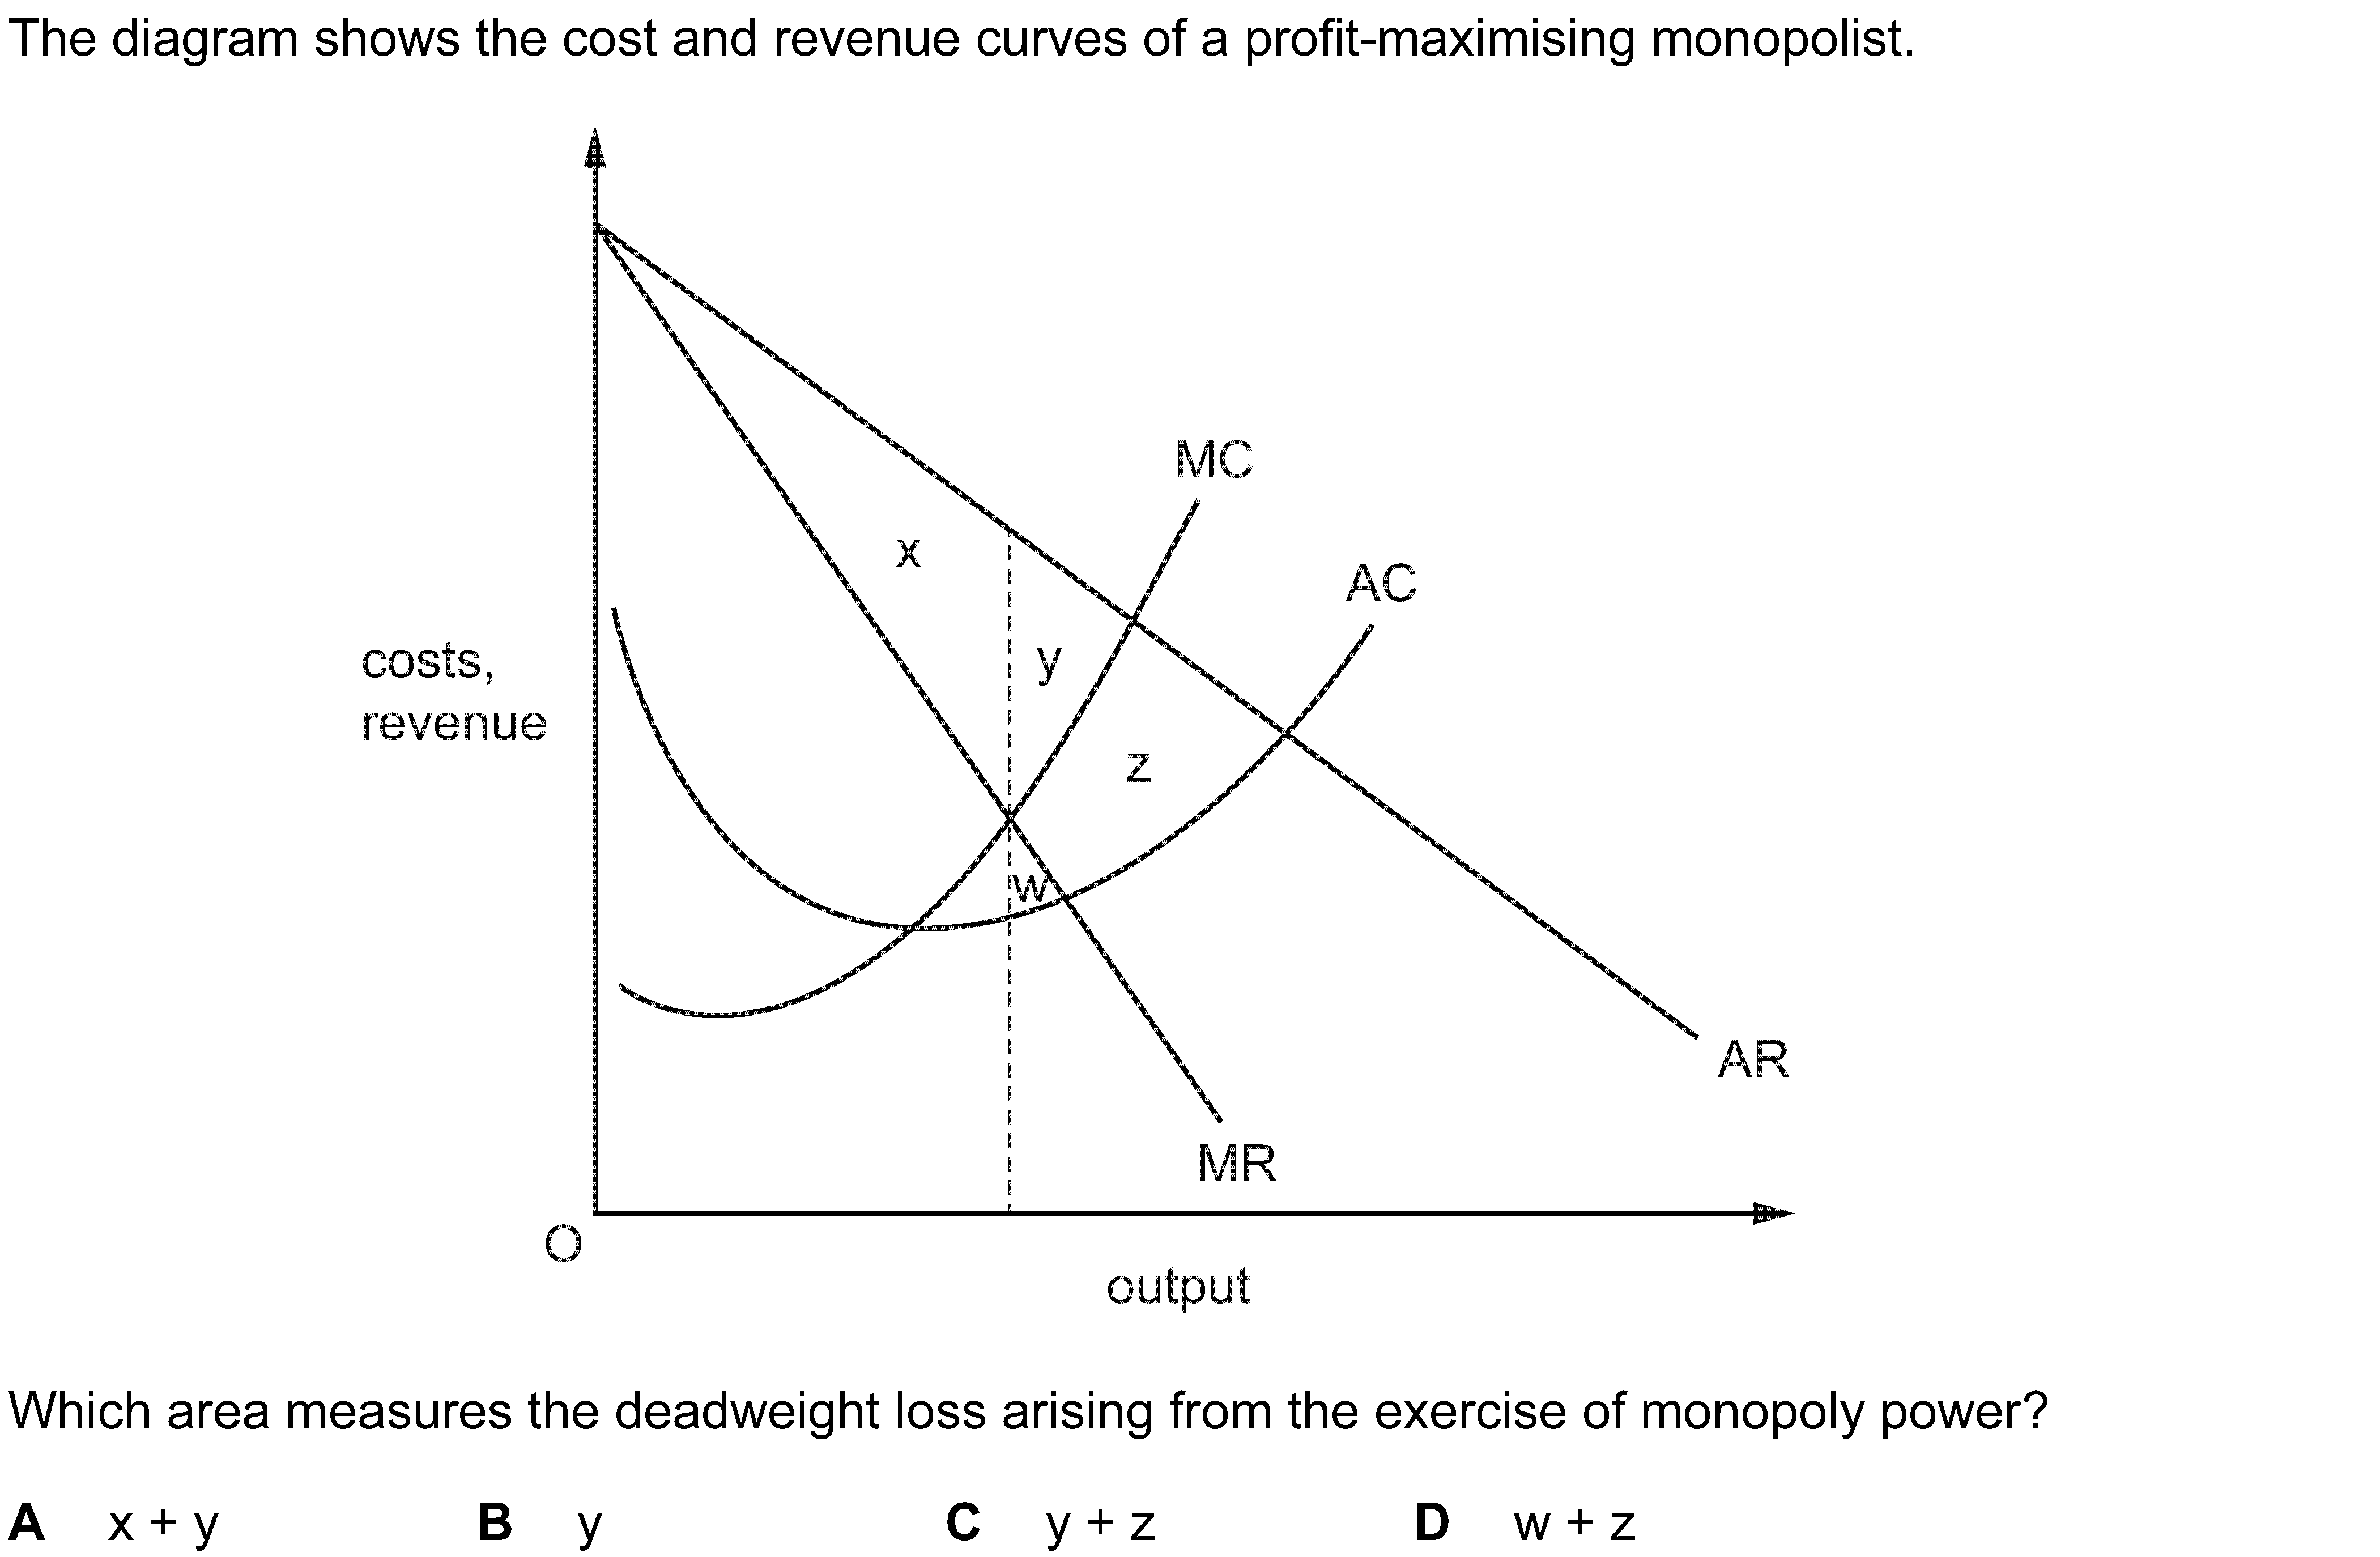 The diagram shows the cost and revenue curves of a profit-maximising monopolist.
MC
x
AC
y
costs,
revenue
z
w
AR
MR
O
output
Which area measures the deadweight loss arising from the exercise of monopoly power?
A x + y B y C y + z D w + z